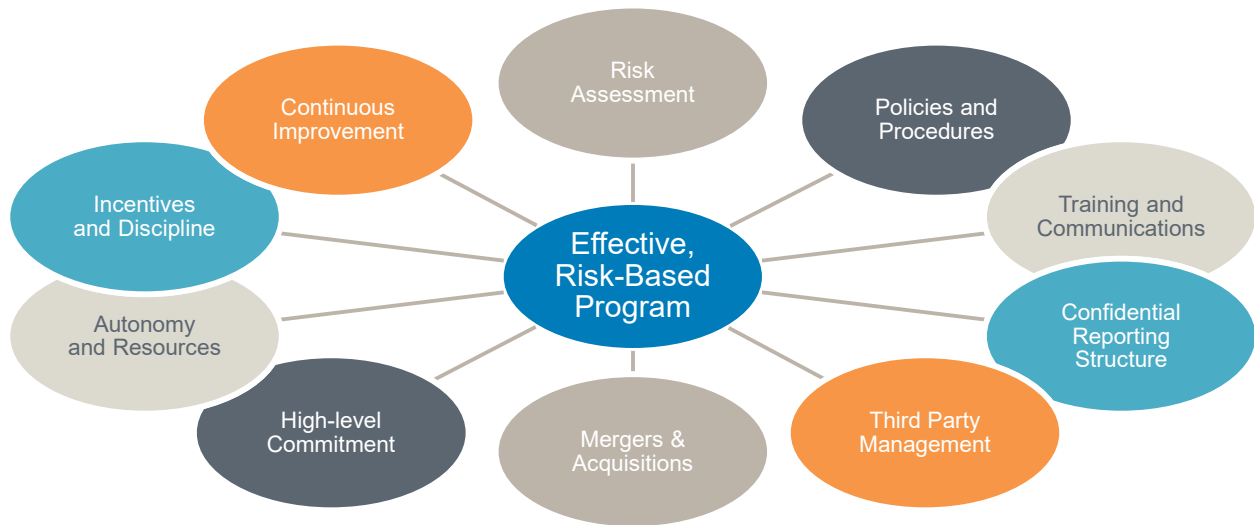 Risk
Assessment
Policies and
Procedures
Training and
Communications
Confidential
Reporting
Structure
Third Party
Management
Mergers &
Acquisitions
High-level
Commitment
Autonomy
and Resources
Incentives
and Discipline
Continuous
Improvement
Effective,
Risk-Based
Program